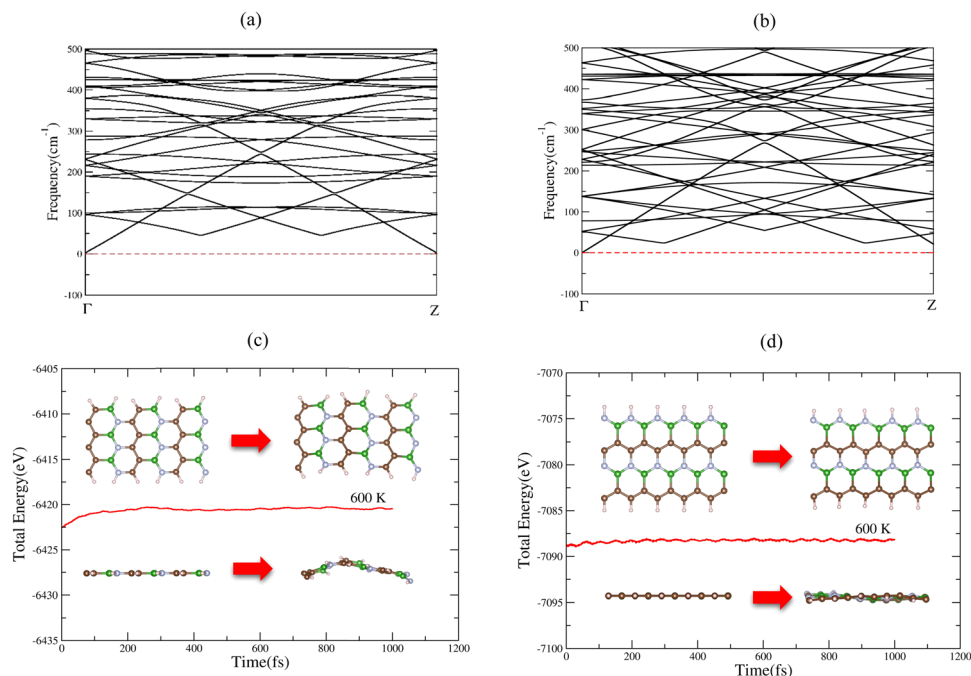 (a)
500
400
300
200
100
0
-100
Frequency(cm⁻¹)
Γ
Z
(b)
500
400
300
200
100
0
-100
Frequency(cm⁻¹)
Γ
Z
(c)
-6405
-6410
-6415
-6420
-6425
-6430
-6435
Total Energy(eV)
600 K
0
200
400
600
800
1000
1200
Time(fs)
(d)
-7070
-7075
-7080
-7085
-7090
-7095
-7100
Total Energy(eV)
600 K
0
200
400
600
800
1000
1200
Time(fs)